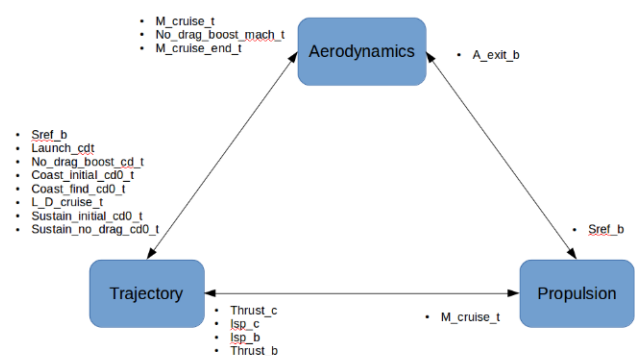 M_cruise_t
No_drag_boost_mach_t
M_cruise_end_t
Aerodynamics
A_exit_b
Sref_b
Launch_cdt
No_drag_boost_cd_t
Coast_initial_cd0_t
Coast_find_cd0_t
L_D_cruise_t
Sustain_initial_cd0_t
Sustain_no_drag_cd0_t
Sref_b
Trajectory
Propulsion
Thrust_c
Isp_c
Isp_b
Thrust_b
M_cruise_t